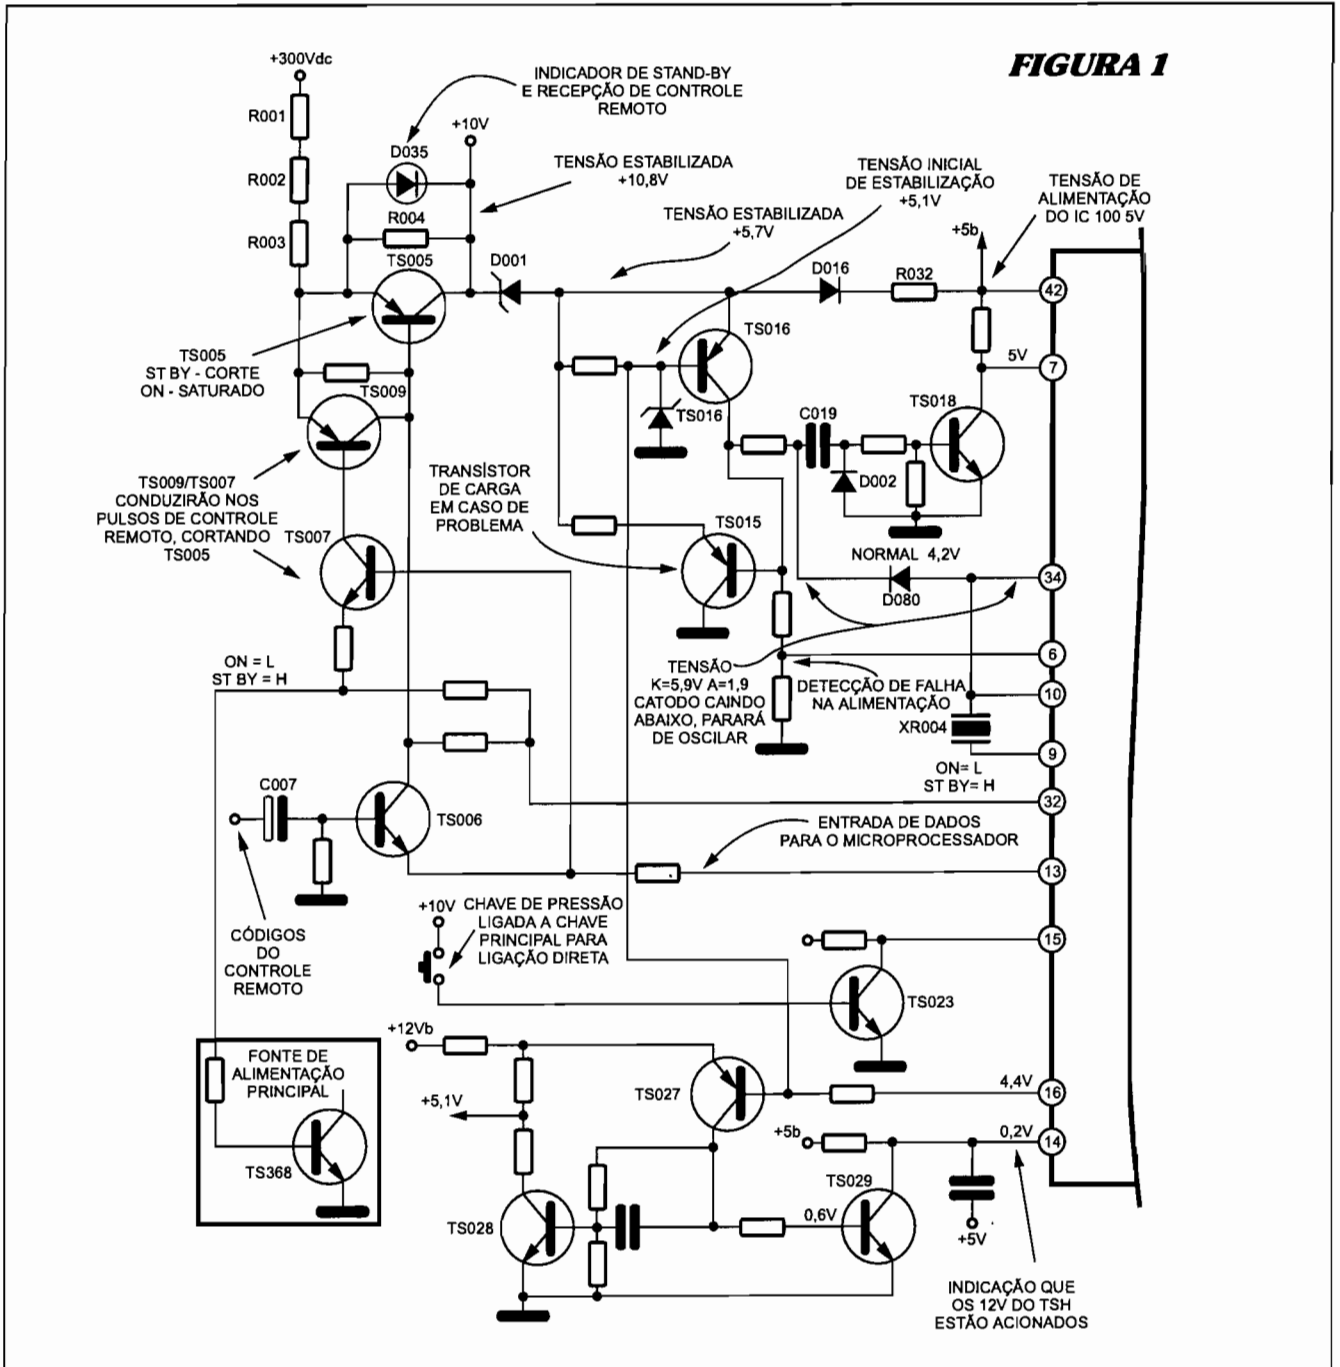 FIGURA 1
+300Vdc
R001
R002
R003
INDICADOR DE STAND-BY
E RECEPÇÃO DE CONTROLE
REMOTO
+10V
D035
R004
TS005
TENSÃO ESTABILIZADA
+10,8V
D001
TENSÃO ESTABILIZADA
+5,7V
TENSÃO INICIAL
DE ESTABILIZAÇÃO
+5,1V
TENSÃO DE
ALIMENTAÇÃO
DO IC 100 5V
+5b
D016
R032
42
TS016
5V
7
TS005
ST BY - CORTE
ON - SATURADO
TS009
TS016
C019
TS018
D002
TS009/TS007
CONDUZIRÃO NOS
PULSOS DE CONTROLE
REMOTO, CORTANDO
TS005
TS007
TRANSÍSTOR
DE CARGA
EM CASO DE
PROBLEMA
TS015
NORMAL 4,2V
D080
34
6
TENSÃO
K=5,9V A=1,9
CATODO CAINDO
ABAIXO, PARARÁ
DE OSCILAR
DETECÇÃO DE FALHA
NA ALIMENTAÇÃO
10
XR004
9
ON= L
ST BY= H
32
ON = L
ST BY = H
C007
TS006
ENTRADA DE DADOS
PARA O MICROPROCESSADOR
13
CÓDIGOS
DO
CONTROLE
REMOTO
+10V
CHAVE DE PRESSÃO
LIGADA A CHAVE
PRINCIPAL PARA
LIGAÇÃO DIRETA
15
TS023
FONTE DE
ALIMENTAÇÃO
PRINCIPAL
TS368
+12Vb
+5,1V
TS027
4,4V
16
+5b
0,2V
14
TS028
0,6V
TS029
+5V
INDICAÇÃO QUE
OS 12V DO TSH
ESTÃO ACIONADOS